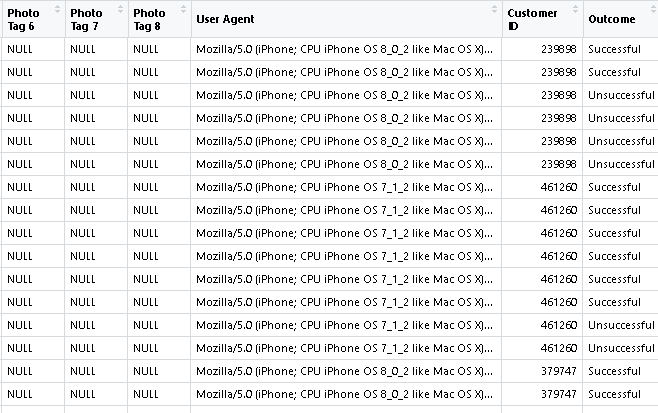 Photo Tag 6 Photo Tag 7 Photo Tag 8 User Agent Customer ID Outcome
NULL NULL NULL Mozilla/5.0 (iPhone; CPU iPhone OS 8_0_2 like Mac OS X)... 239898 Successful
NULL NULL NULL Mozilla/5.0 (iPhone; CPU iPhone OS 8_0_2 like Mac OS X)... 239898 Successful
NULL NULL NULL Mozilla/5.0 (iPhone; CPU iPhone OS 8_0_2 like Mac OS X)... 239898 Unsuccessful
NULL NULL NULL Mozilla/5.0 (iPhone; CPU iPhone OS 8_0_2 like Mac OS X)... 239898 Unsuccessful
NULL NULL NULL Mozilla/5.0 (iPhone; CPU iPhone OS 8_0_2 like Mac OS X)... 239898 Unsuccessful
NULL NULL NULL Mozilla/5.0 (iPhone; CPU iPhone OS 8_0_2 like Mac OS X)... 239898 Unsuccessful
NULL NULL NULL Mozilla/5.0 (iPhone; CPU iPhone OS 7_1_2 like Mac OS X)... 461260 Successful
NULL NULL NULL Mozilla/5.0 (iPhone; CPU iPhone OS 7_1_2 like Mac OS X)... 461260 Successful
NULL NULL NULL Mozilla/5.0 (iPhone; CPU iPhone OS 7_1_2 like Mac OS X)... 461260 Successful
NULL NULL NULL Mozilla/5.0 (iPhone; CPU iPhone OS 7_1_2 like Mac OS X)... 461260 Successful
NULL NULL NULL Mozilla/5.0 (iPhone; CPU iPhone OS 7_1_2 like Mac OS X)... 461260 Successful
NULL NULL NULL Mozilla/5.0 (iPhone; CPU iPhone OS 7_1_2 like Mac OS X)... 461260 Successful
NULL NULL NULL Mozilla/5.0 (iPhone; CPU iPhone OS 7_1_2 like Mac OS X)... 461260 Unsuccessful
NULL NULL NULL Mozilla/5.0 (iPhone; CPU iPhone OS 7_1_2 like Mac OS X)... 461260 Unsuccessful
NULL NULL NULL Mozilla/5.0 (iPhone; CPU iPhone OS 8_0_2 like Mac OS X)... 379747 Successful
NULL NULL NULL Mozilla/5.0 (iPhone; CPU iPhone OS 8_0_2 like Mac OS X)... 379747 Successful